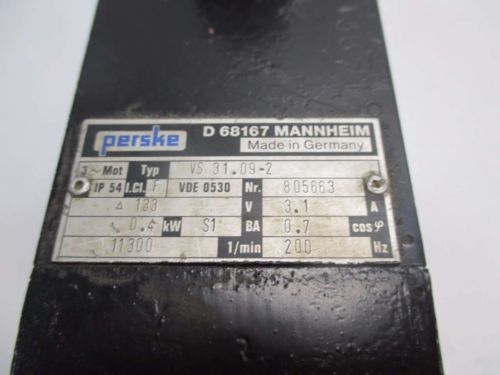 perske D 68167 MANNHEIM
Made in Germany
3~Mot Typ VS 31.09-2
IP 54 I.Cl. F VDE 0530 Nr. 805663
△ 133 V 3.1 A
0.4 kW S1 BA 0.7 cosφ
11300 1/min 200 Hz